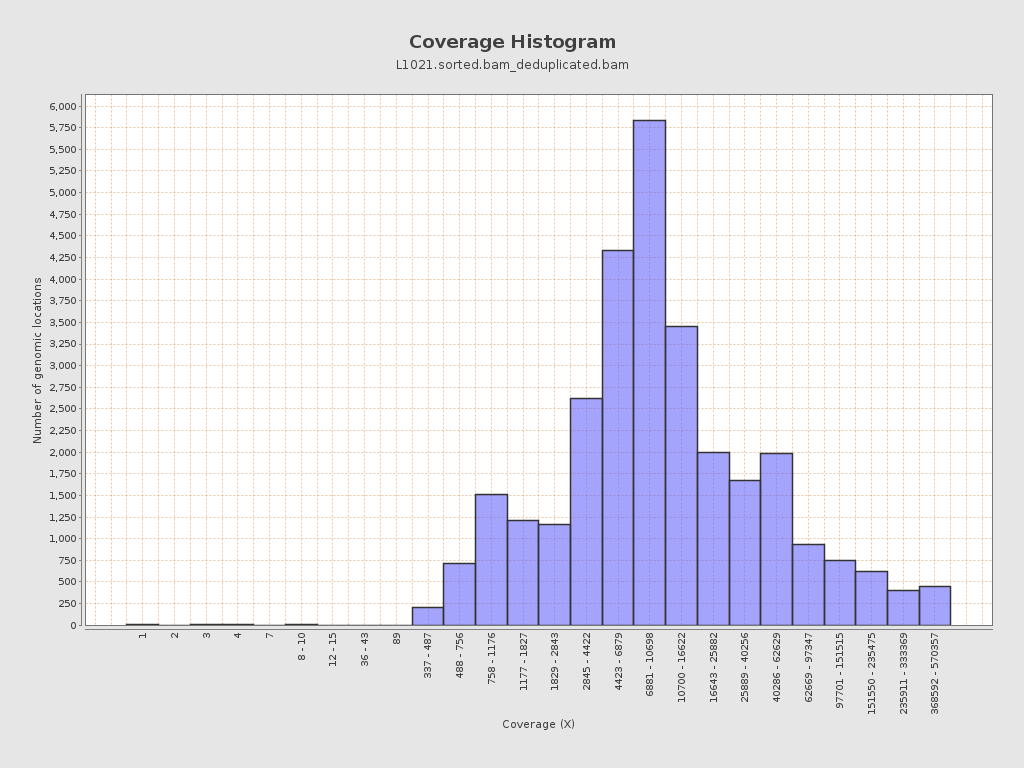 Coverage Histogram
L1021.sorted.bam_deduplicated.bam
Number of genomic locations
6,000
5,750
5,500
5,250
5,000
4,750
4,500
4,250
4,000
3,750
3,500
3,250
3,000
2,750
2,500
2,250
2,000
1,750
1,500
1,250
1,000
750
500
250
0
1
2
3
4
7
8 - 10
12 - 15
36 - 43
89
337 - 487
488 - 756
758 - 1176
1177 - 1827
1829 - 2843
2845 - 4422
4423 - 6879
6881 - 10698
10700 - 16622
16643 - 25882
25889 - 40256
40286 - 62629
62669 - 97347
97701 - 151515
151550 - 235475
235911 - 333369
368592 - 570357
Coverage (X)